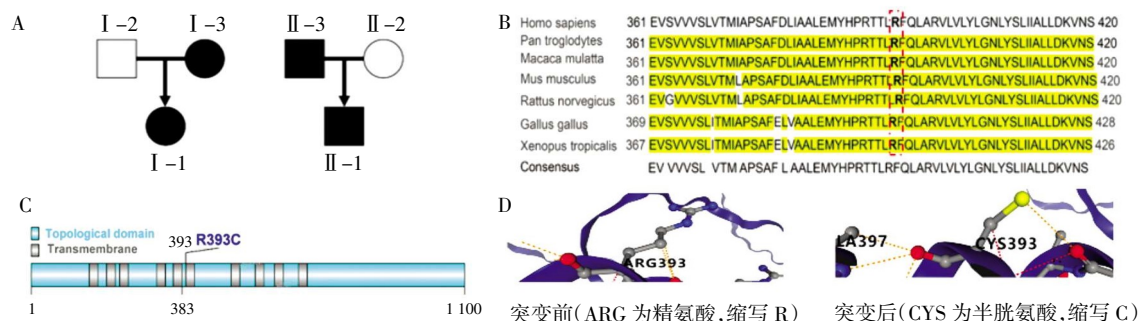 A
Ⅰ-2 Ⅰ-3 Ⅱ-3 Ⅱ-2
Ⅰ-1 Ⅱ-1
B
Homo sapiens 361 EVSVVVSLVTMIAPSAFDLIAALEMYHPRTTLRFQLARVLVLYLGNLYSLIIALLDKVNS 420
Pan troglodytes 361 EVSVVVSLVTMIAPSAFDLIAALEMYHPRTTLRFQLARVLVLYLGNLYSLIIALLDKVNS 420
Macaca mulatta 361 EVSVVVSLVTMIAPSAFDLIAALEMYHPRTTLRFQLARVLVLYLGNLYSLIIALLDKVNS 420
Mus musculus 361 EVSVVVSLVTMLAPSAFDLIAALEMYHPRTTLRFQLARVLVLYLGNLYSLIIALLDKVNS 420
Rattus norvegicus 361 EVGVVVSLVTMLAPSAFDLIAALEMYHPRTTLRFQLARVLVLYLGNLYSLIIALLDKVNS 420
Gallus gallus 369 EVSVVVSLITMIAPSAFELVAALEMYHPRTTLRFQLARVLVLYLGNLYSLIIALLDKVNS 428
Xenopus tropicalis 367 EVSVVVSLITMIAPSAFELVAALEMYHPRTTLRFQLARVLVLYLGNLYSLIIALLDKVNS 426
Consensus EV VVVSL VTMAPSAF L AALEMYHPRTTLRFQLARVLVLYLGNLYSLIIALLDKVNS
C
Topological domain
Transmembrane
393 R393C
1 383 1 100
D
ARG393
LA397 CYS393
突变前(ARG 为精氨酸,缩写 R) 突变后(CYS 为半胱氨酸,缩写 C)